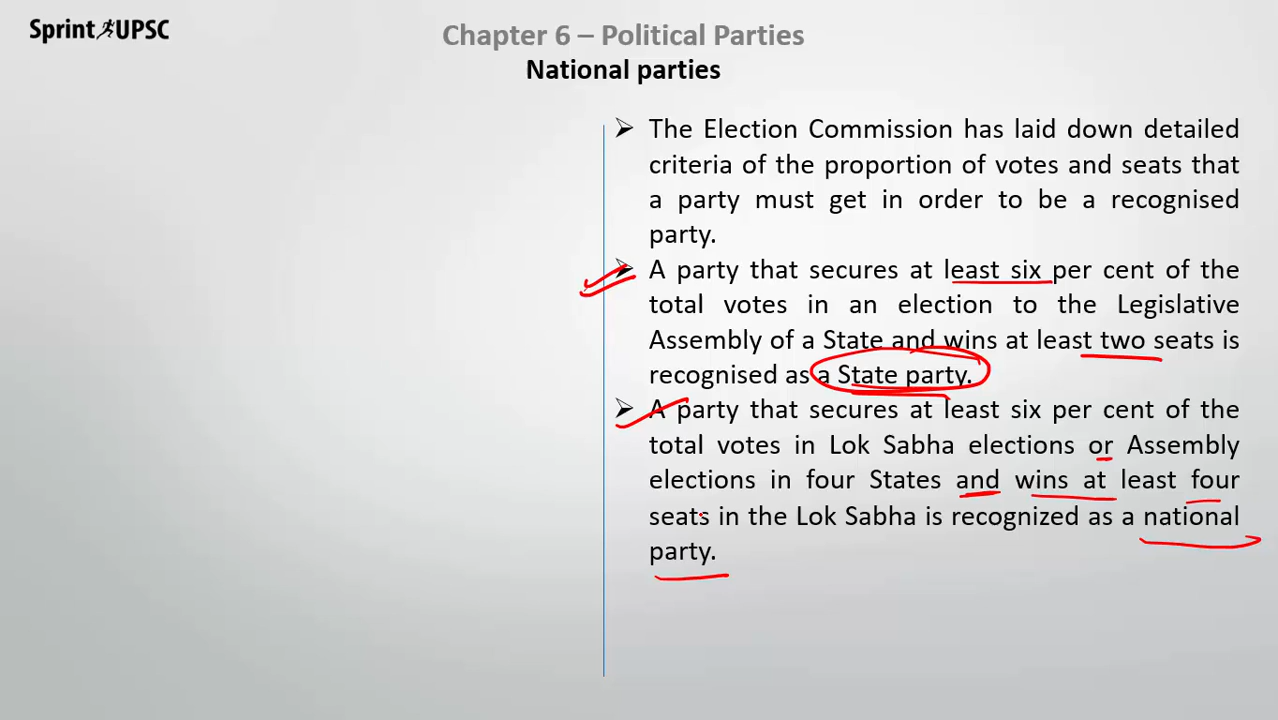 Sprint UPSC
Chapter 6 – Political Parties
National parties
➢ The Election Commission has laid down detailed
criteria of the proportion of votes and seats that
a party must get in order to be a recognised
party.
➢ A party that secures at least six per cent of the
total votes in an election to the Legislative
Assembly of a State and wins at least two seats is
recognised as a State party.
➢ A party that secures at least six per cent of the
total votes in Lok Sabha elections or Assembly
elections in four States and wins at least four
seats in the Lok Sabha is recognized as a national
party.